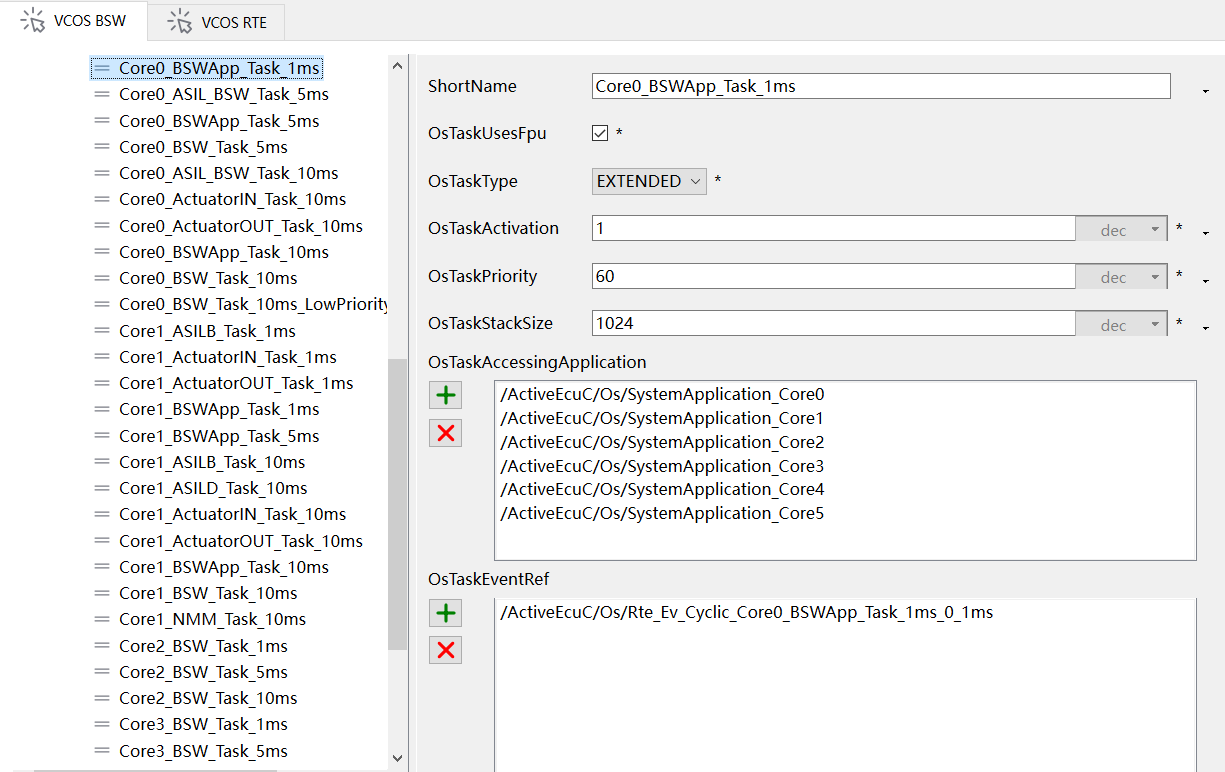 VCOS BSW
VCOS RTE
Core0_BSWApp_Task_1ms
Core0_ASIL_BSW_Task_5ms
Core0_BSWApp_Task_5ms
Core0_BSW_Task_5ms
Core0_ASIL_BSW_Task_10ms
Core0_ActuatorIN_Task_10ms
Core0_ActuatorOUT_Task_10ms
Core0_BSWApp_Task_10ms
Core0_BSW_Task_10ms
Core0_BSW_Task_10ms_LowPriority
Core1_ASILB_Task_1ms
Core1_ActuatorIN_Task_1ms
Core1_ActuatorOUT_Task_1ms
Core1_BSWApp_Task_1ms
Core1_BSWApp_Task_5ms
Core1_ASILB_Task_10ms
Core1_ASILD_Task_10ms
Core1_ActuatorIN_Task_10ms
Core1_ActuatorOUT_Task_10ms
Core1_BSWApp_Task_10ms
Core1_BSW_Task_10ms
Core1_NMM_Task_10ms
Core2_BSW_Task_1ms
Core2_BSW_Task_5ms
Core2_BSW_Task_10ms
Core3_BSW_Task_1ms
Core3_BSW_Task_5ms
ShortName Core0_BSWApp_Task_1ms
OsTaskUsesFpu *
OsTaskType EXTENDED *
OsTaskActivation 1 dec *
OsTaskPriority 60 dec *
OsTaskStackSize 1024 dec *
OsTaskAccessingApplication
/ActiveEcuC/Os/SystemApplication_Core0
/ActiveEcuC/Os/SystemApplication_Core1
/ActiveEcuC/Os/SystemApplication_Core2
/ActiveEcuC/Os/SystemApplication_Core3
/ActiveEcuC/Os/SystemApplication_Core4
/ActiveEcuC/Os/SystemApplication_Core5
OsTaskEventRef
/ActiveEcuC/Os/Rte_Ev_Cyclic_Core0_BSWApp_Task_1ms_0_1ms